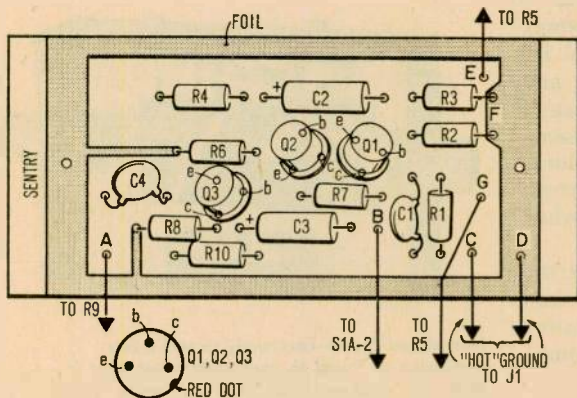 FOIL
TO R5
E
R4
+
C2
R3
F
R2
b
Q2
e
e
Q1
b
c
c
R6
SENTRY
C4
e
Q3
b
c
R7
G
B
C1
R1
A
R8
+
C3
R10
C
D
TO R9
b
c
e
Q1, Q2, Q3
RED DOT
TO
S1A-2
TO
R5
"HOT" GROUND
TO J1